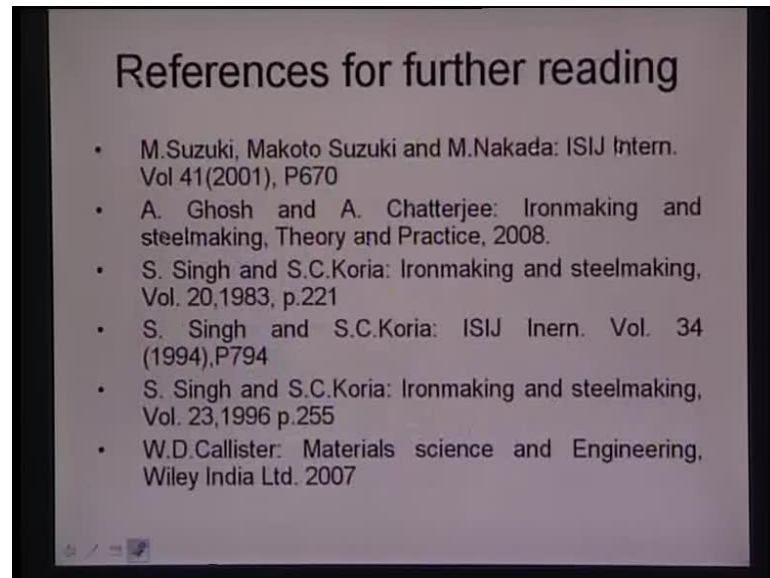 References for further reading
• M.Suzuki, Makoto Suzuki and M.Nakada: ISIJ Intern.
Vol 41(2001), P670
• A. Ghosh and A. Chatterjee: Ironmaking and
steelmaking, Theory and Practice, 2008.
• S. Singh and S.C.Koria: Ironmaking and steelmaking,
Vol. 20,1983, p.221
• S. Singh and S.C.Koria: ISIJ Inern. Vol. 34
(1994),P794
• S. Singh and S.C.Koria: Ironmaking and steelmaking,
Vol. 23,1996 p.255
• W.D.Callister: Materials science and Engineering,
Wiley India Ltd. 2007